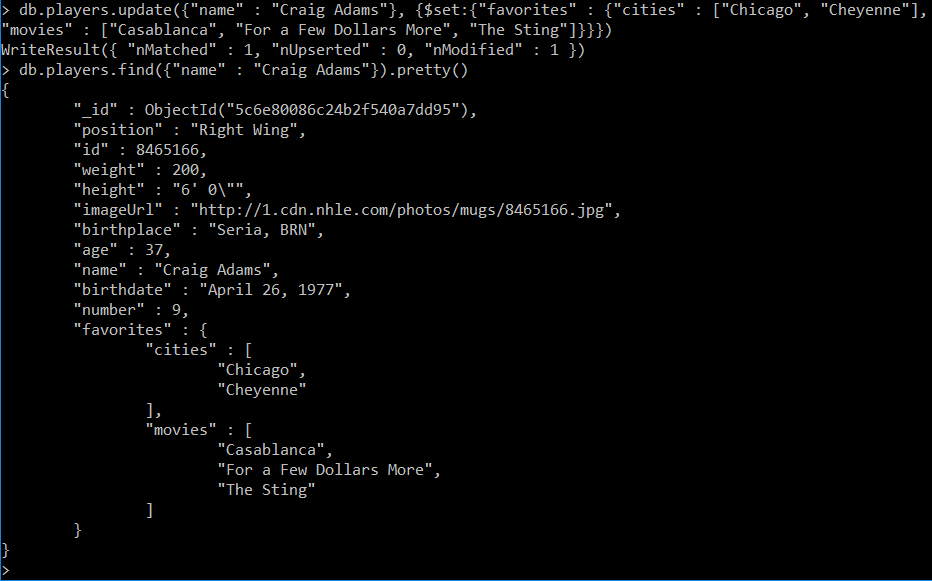 > db.players.update({"name" : "Craig Adams"}, {$set:{"favorites" : {"cities" : ["Chicago", "Cheyenne"],
"movies" : ["Casablanca", "For a Few Dollars More", "The Sting"]}}})
WriteResult({ "nMatched" : 1, "nUpserted" : 0, "nModified" : 1 })
> db.players.find({"name" : "Craig Adams"}).pretty()
{
        "_id" : ObjectId("5c6e80086c24b2f540a7dd95"),
        "position" : "Right Wing",
        "id" : 8465166,
        "weight" : 200,
        "height" : "6' 0\"",
        "imageUrl" : "http://1.cdn.nhle.com/photos/mugs/8465166.jpg",
        "birthplace" : "Seria, BRN",
        "age" : 37,
        "name" : "Craig Adams",
        "birthdate" : "April 26, 1977",
        "number" : 9,
        "favorites" : {
                "cities" : [
                        "Chicago",
                        "Cheyenne"
                ],
                "movies" : [
                        "Casablanca",
                        "For a Few Dollars More",
                        "The Sting"
                ]
        }
}
>